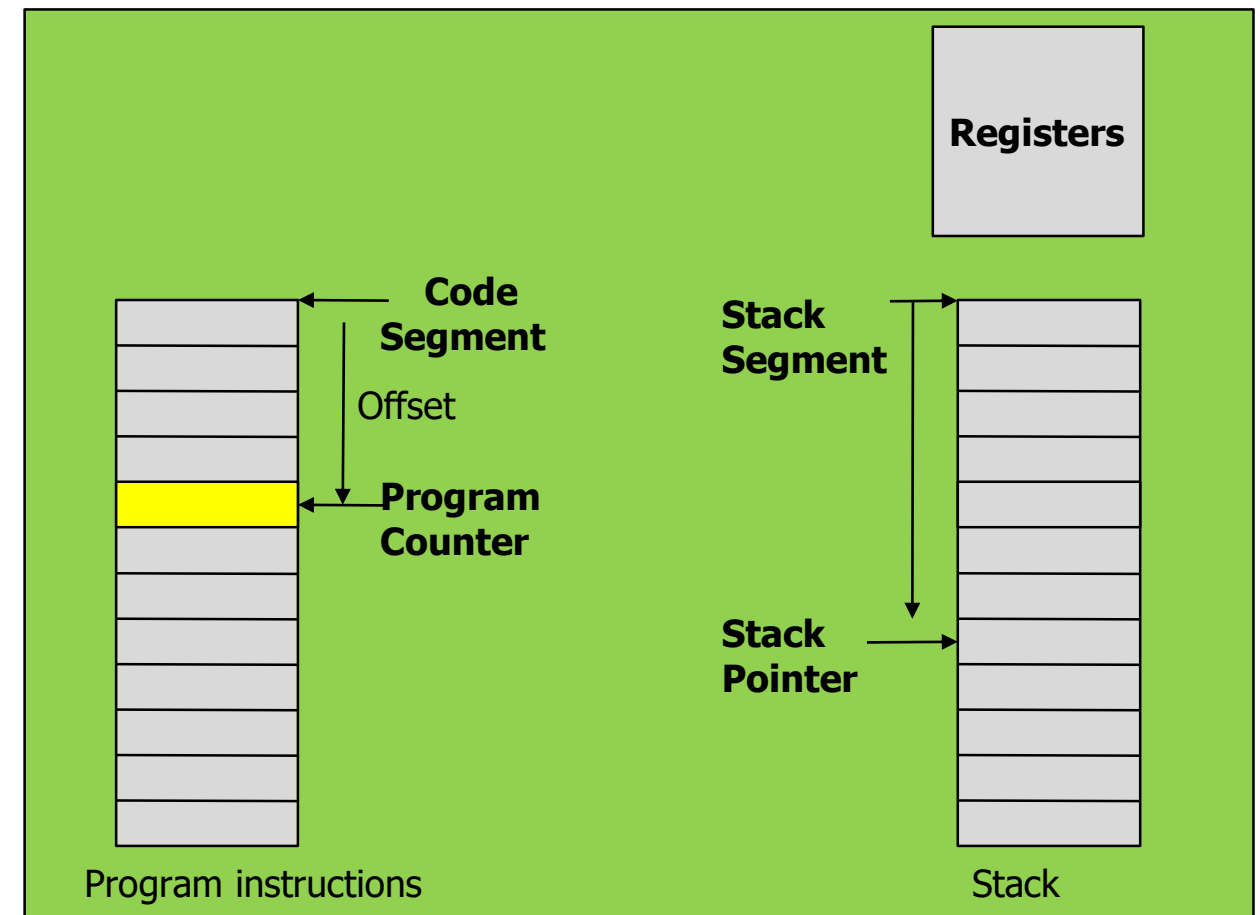 Registers
Code
Segment
Offset
Program
Counter
Stack
Segment
Stack
Pointer
Program instructions
Stack